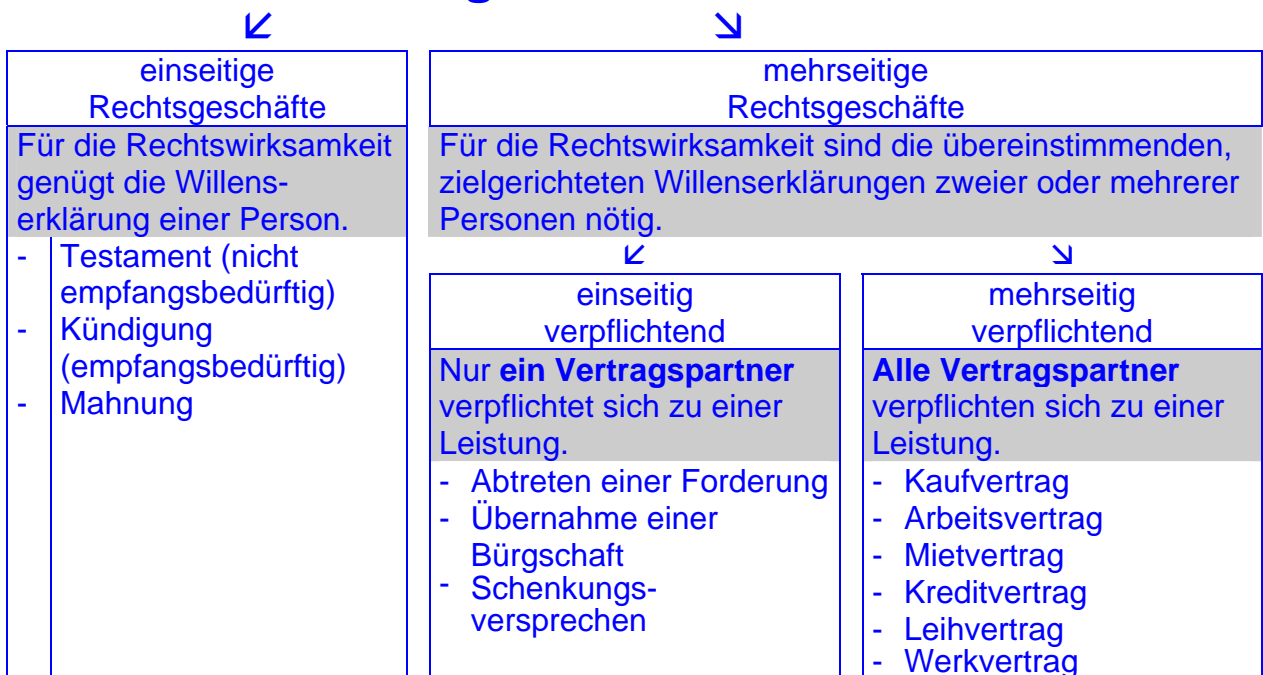 einseitige
Rechtsgeschäfte
Für die Rechtswirksamkeit
genügt die Willens-
erklärung einer Person.
- Testament (nicht
empfangsbedürftig)
- Kündigung
(empfangsbedürftig)
- Mahnung
mehrseitige
Rechtsgeschäfte
Für die Rechtswirksamkeit sind die übereinstimmenden,
zielgerichteten Willenserklärungen zweier oder mehrerer
Personen nötig.
einseitig
verpflichtend
Nur ein Vertragspartner
verpflichtet sich zu einer
Leistung.
- Abtreten einer Forderung
- Übernahme einer
Bürgschaft
- Schenkungs-
versprechen
mehrseitig
verpflichtend
Alle Vertragspartner
verpflichten sich zu einer
Leistung.
- Kaufvertrag
- Arbeitsvertrag
- Mietvertrag
- Kreditvertrag
- Leihvertrag
- Werkvertrag